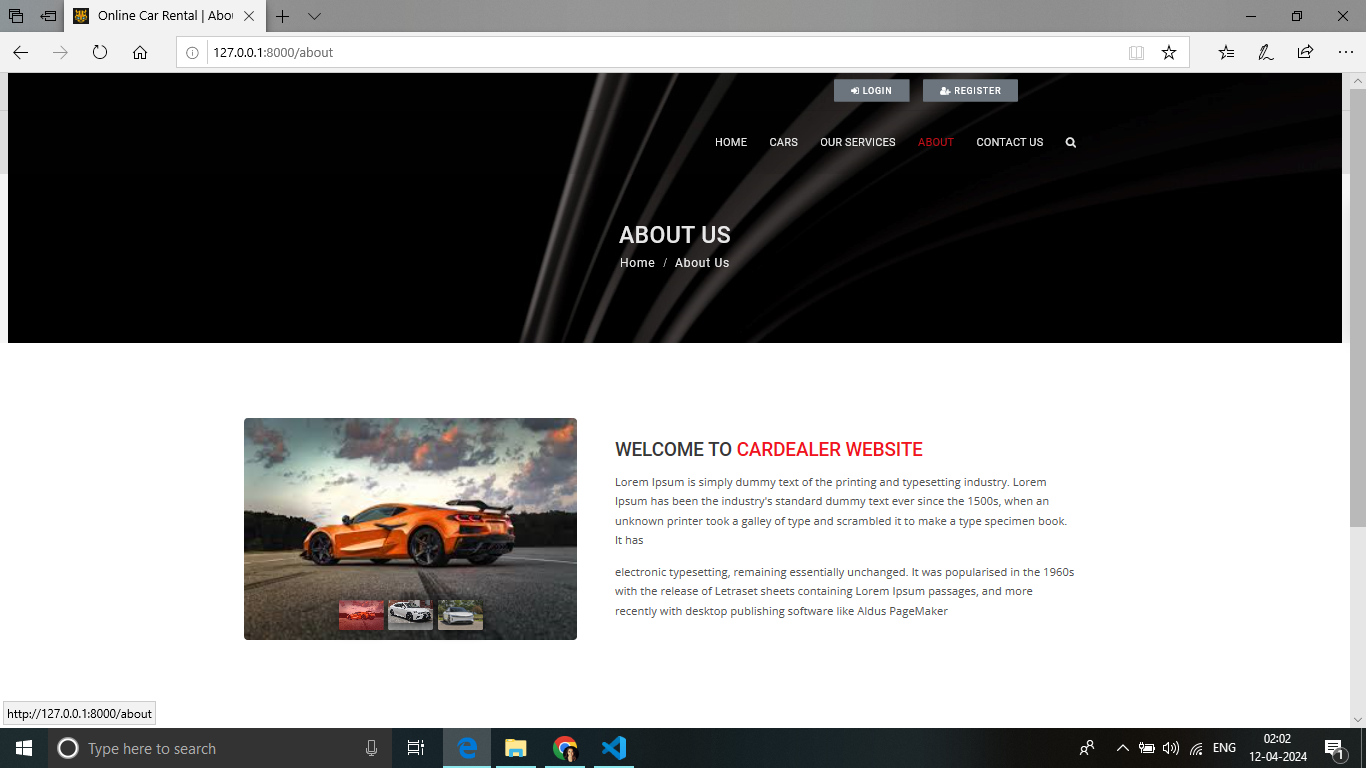 Online Car Rental | Abou
127.0.0.1:8000/about
LOGIN
REGISTER
HOME CARS OUR SERVICES ABOUT CONTACT US
ABOUT US
Home / About Us
WELCOME TO CARDEALER WEBSITE
Lorem Ipsum is simply dummy text of the printing and typesetting industry. Lorem
Ipsum has been the industry's standard dummy text ever since the 1500s, when an
unknown printer took a galley of type and scrambled it to make a type specimen book.
It has
electronic typesetting, remaining essentially unchanged. It was popularised in the 1960s
with the release of Letraset sheets containing Lorem Ipsum passages, and more
recently with desktop publishing software like Aldus PageMaker
http://127.0.0.1:8000/about
Type here to search
ENG
02:02
12-04-2024
1